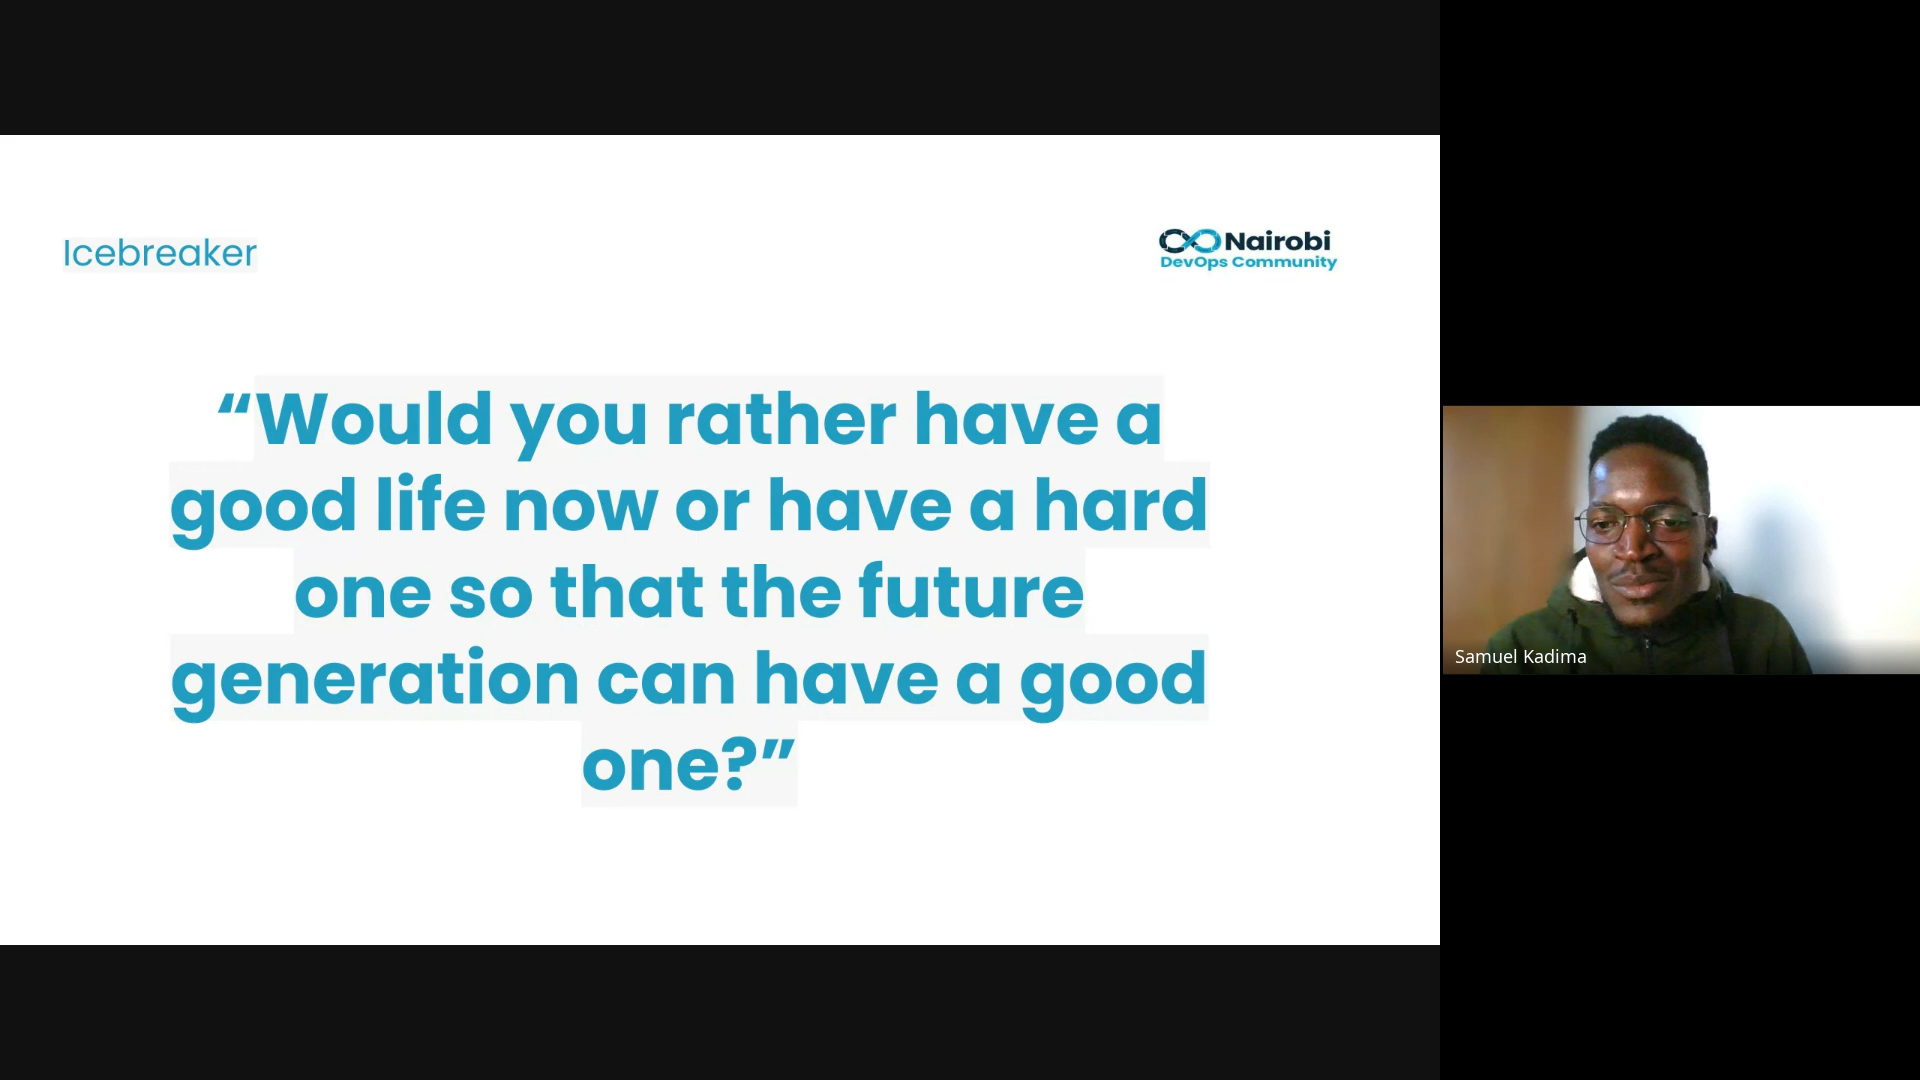 Icebreaker
Nairobi
DevOps Community
“Would you rather have a
good life now or have a hard
one so that the future
generation can have a good
one?”
Samuel Kadima